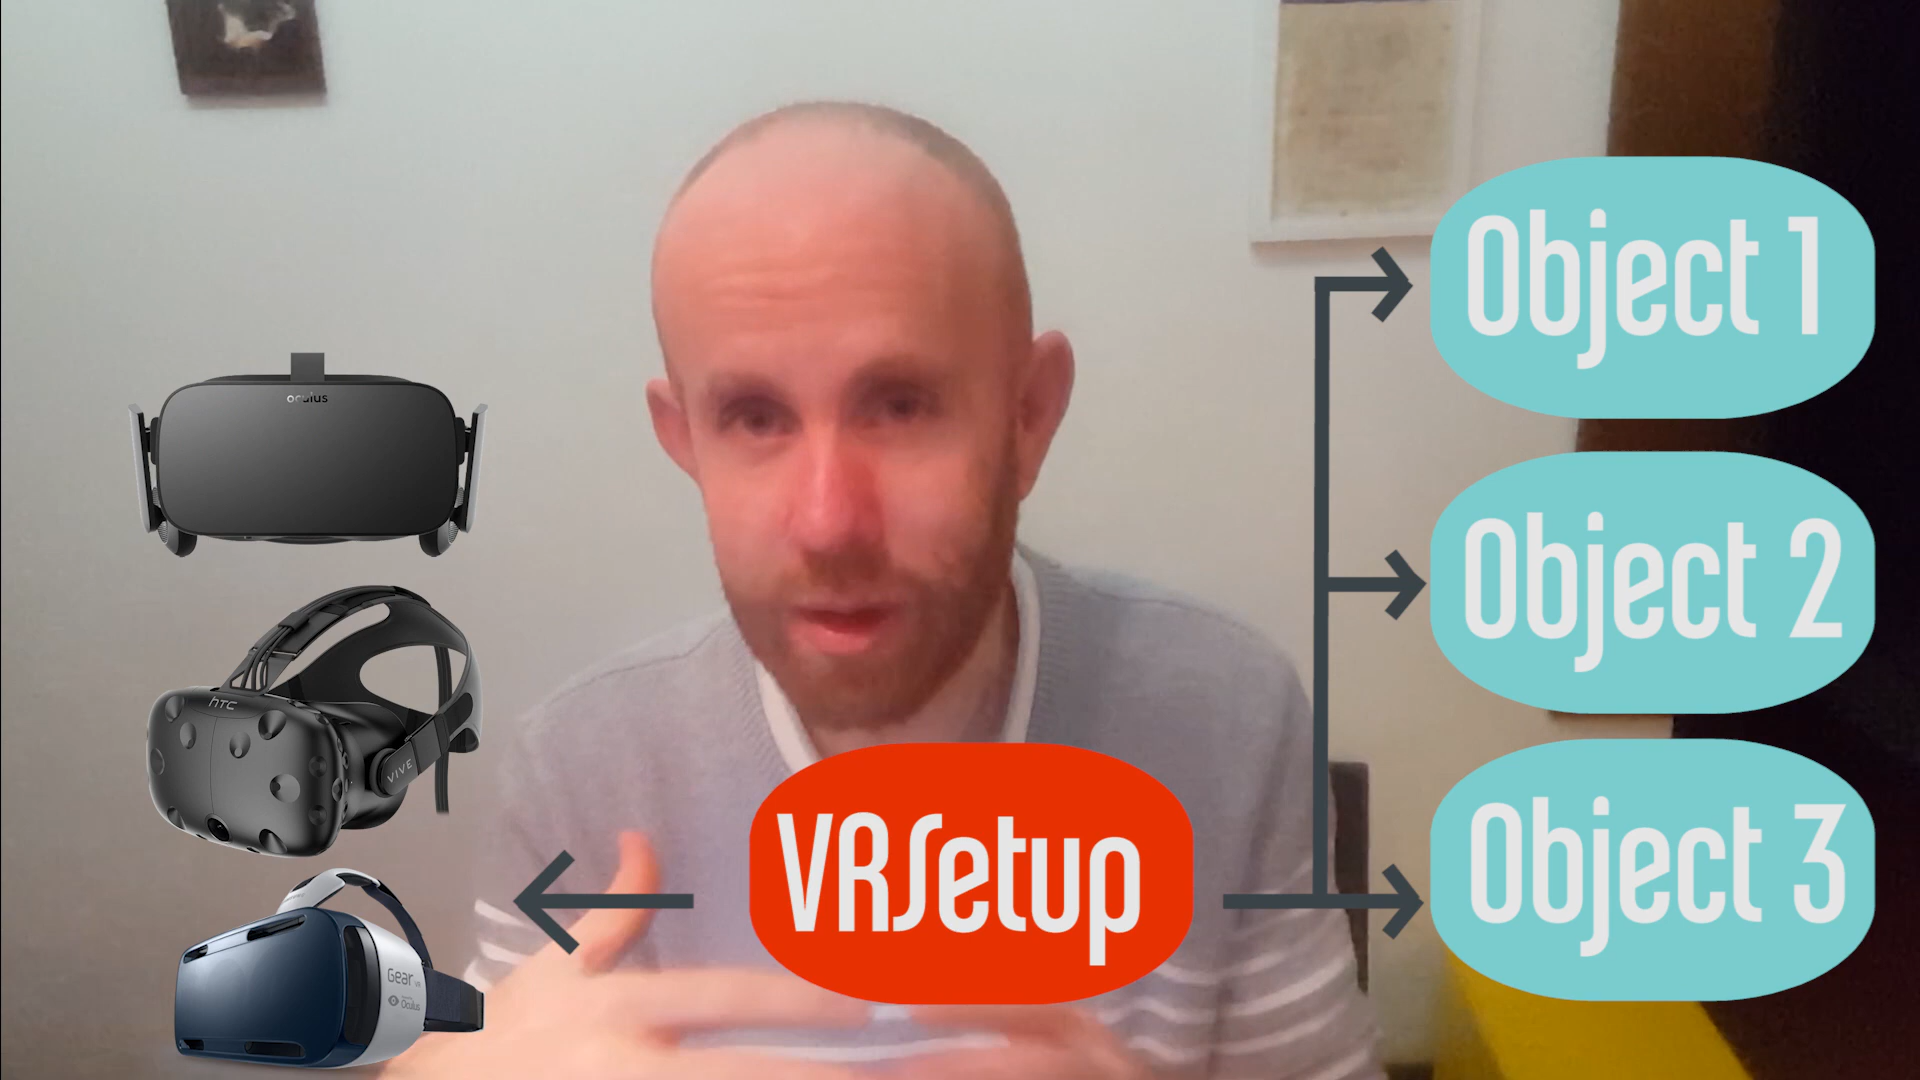 oculus
Object 1
Object 2
hTC
VIVE
VRSetup
Object 3
Gear VR
Oculus